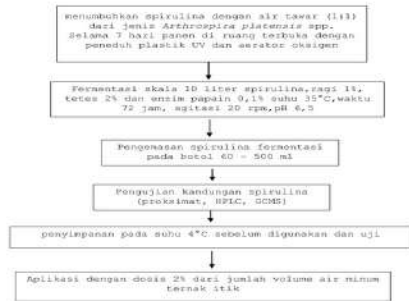 menumbuhkan spirulina dengan air tawar (1:1)
dari jenis Arthrospira platensis spp.
Selama 7 hari panen di ruang terbuka dengan
peneduh plastik UV dan aerator oksigen
Fermentasi skala 10 liter spirulina,ragi 1%,
tetes 2% dan enzim papain 0,1% suhu 35°C,waktu
72 jam, agitasi 20 rpm,pH 6,5
Pengemasan spirulina fermentasi
pada botol 60 – 500 ml
Pengujian kandungan spirulina
(proksimat, HPLC, GCMS)
penyimpanan pada suhu 4°C sebelum digunakan dan uji
Aplikasi dengan dosis 2% dari jumlah volume air minum
ternak itik